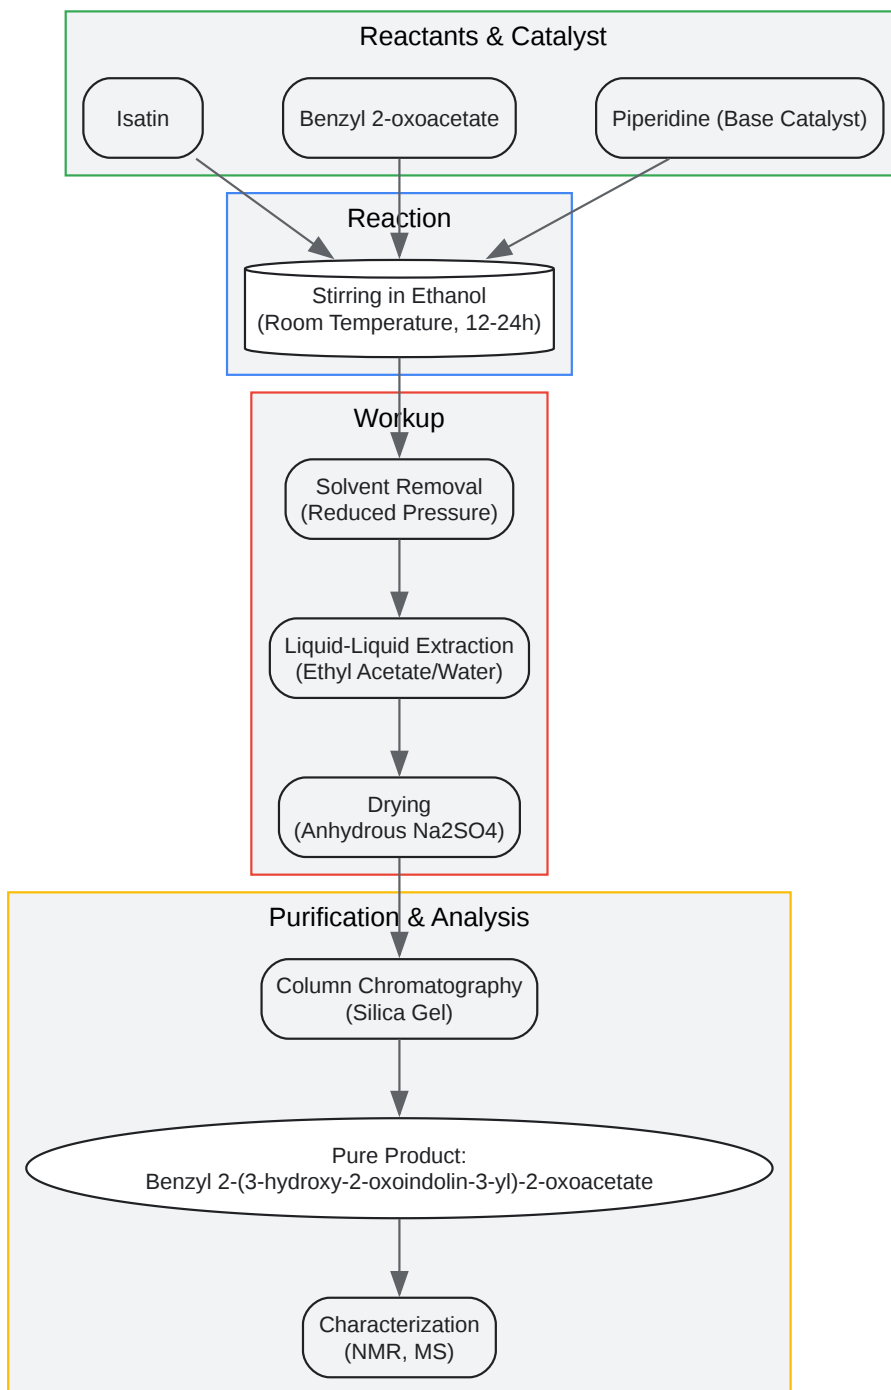 Reactants & Catalyst
Isatin
Benzyl 2-oxoacetate
Piperidine (Base Catalyst)
Reaction
Stirring in Ethanol
(Room Temperature, 12-24h)
Workup
Solvent Removal
(Reduced Pressure)
Liquid-Liquid Extraction
(Ethyl Acetate/Water)
Drying
(Anhydrous Na2SO4)
Purification & Analysis
Column Chromatography
(Silica Gel)
Pure Product:
Benzyl 2-(3-hydroxy-2-oxoindolin-3-yl)-2-oxoacetate
Characterization
(NMR, MS)